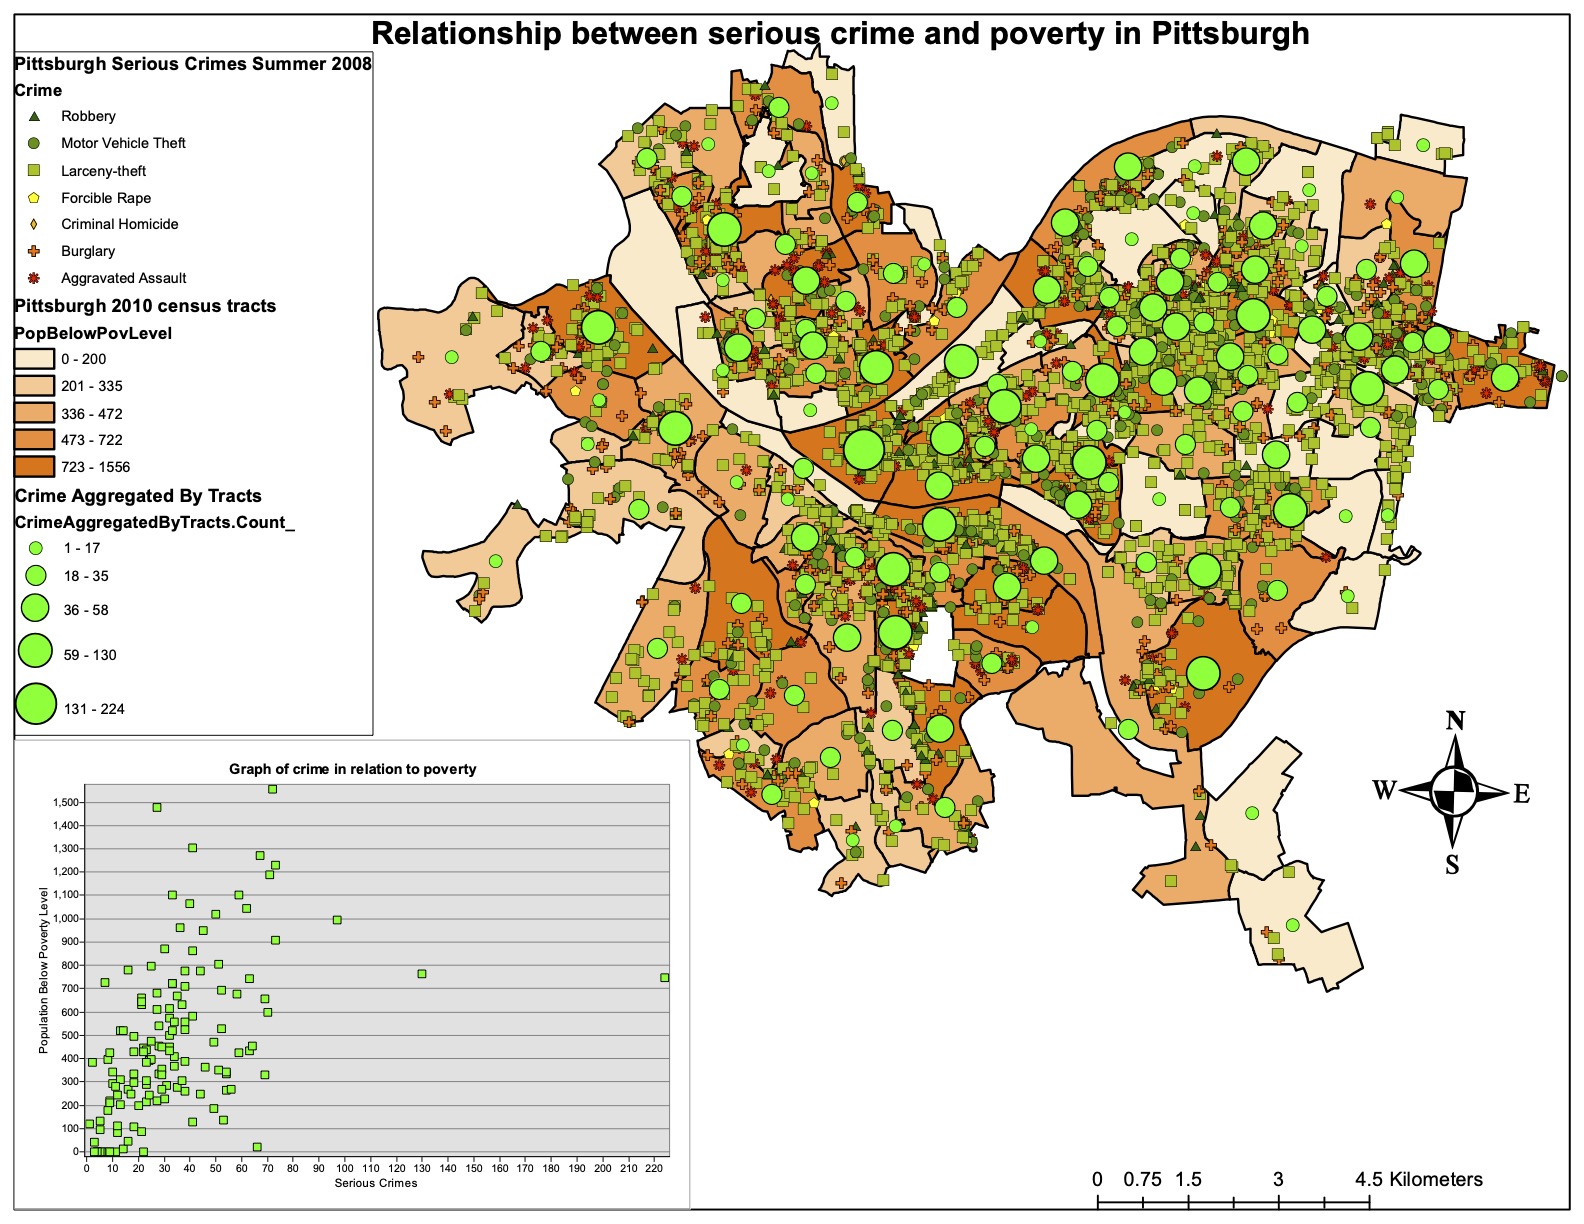 Relationship between serious crime and poverty in Pittsburgh
Pittsburgh Serious Crimes Summer 2008
Crime
Robbery
Motor Vehicle Theft
Larceny-theft
Forcible Rape
Criminal Homicide
Burglary
Aggravated Assault
Pittsburgh 2010 census tracts
PopBelowPovLevel
0 - 200
201 - 335
336 - 472
473 - 722
723 - 1556
Crime Aggregated By Tracts
CrimeAggregatedByTracts.Count_
1 - 17
18 - 35
36 - 58
59 - 130
131 - 224
Graph of crime in relation to poverty
Population Below Poverty Level
1,500
1,400
1,300
1,200
1,100
1,000
900
800
700
600
500
400
300
200
100
0
0 10 20 30 40 50 60 70 80 90 100 110 120 130 140 150 160 170 180 190 200 210 220
Serious Crimes
N
W E
S
0 0.75 1.5 3 4.5 Kilometers